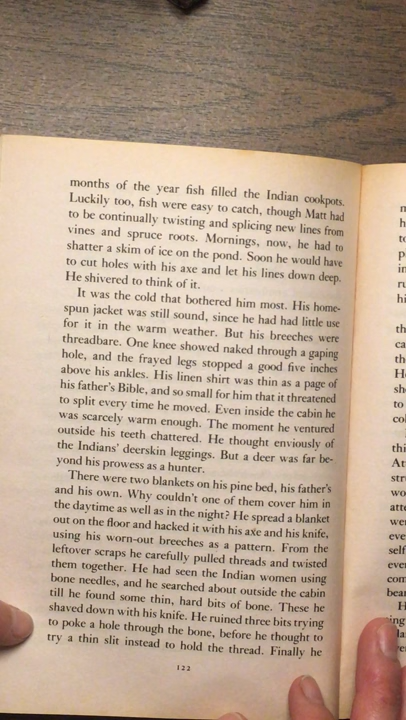 months of the year fish filled the Indian cookpots.
Luckily too, fish were easy to catch, though Matt had
to be continually twisting and splicing new lines from
vines and spruce roots. Mornings, now, he had to
shatter a skim of ice on the pond. Soon he would have
to cut holes with his axe and let his lines down deep.
He shivered to think of it.
It was the cold that bothered him most. His home-
spun jacket was still sound, since he had had little use
for it in the warm weather. But his breeches were
threadbare. One knee showed naked through a gaping
hole, and the frayed legs stopped a good five inches
above his ankles. His linen shirt was thin as a page of
his father's Bible, and so small for him that it threatened
to split every time he moved. Even inside the cabin he
was scarcely warm enough. The moment he ventured
outside his teeth chattered. He thought enviously of
the Indians' deerskin leggings. But a deer was far be-
yond his prowess as a hunter.
There were two blankets on his pine bed, his father's
and his own. Why couldn't one of them cover him in
the daytime as well as in the night? He spread a blanket
out on the floor and hacked it with his axe and his knife,
using his worn-out breeches as a pattern. From the
leftover scraps he carefully pulled threads and twisted
them together. He had seen the Indian women using
bone needles, and he searched about outside the cabin
till he found some thin, hard bits of bone. These he
shaved down with his knife. He ruined three bits trying
to poke a hole through the bone, before he thought to
try a thin slit instead to hold the thread. Finally he
122